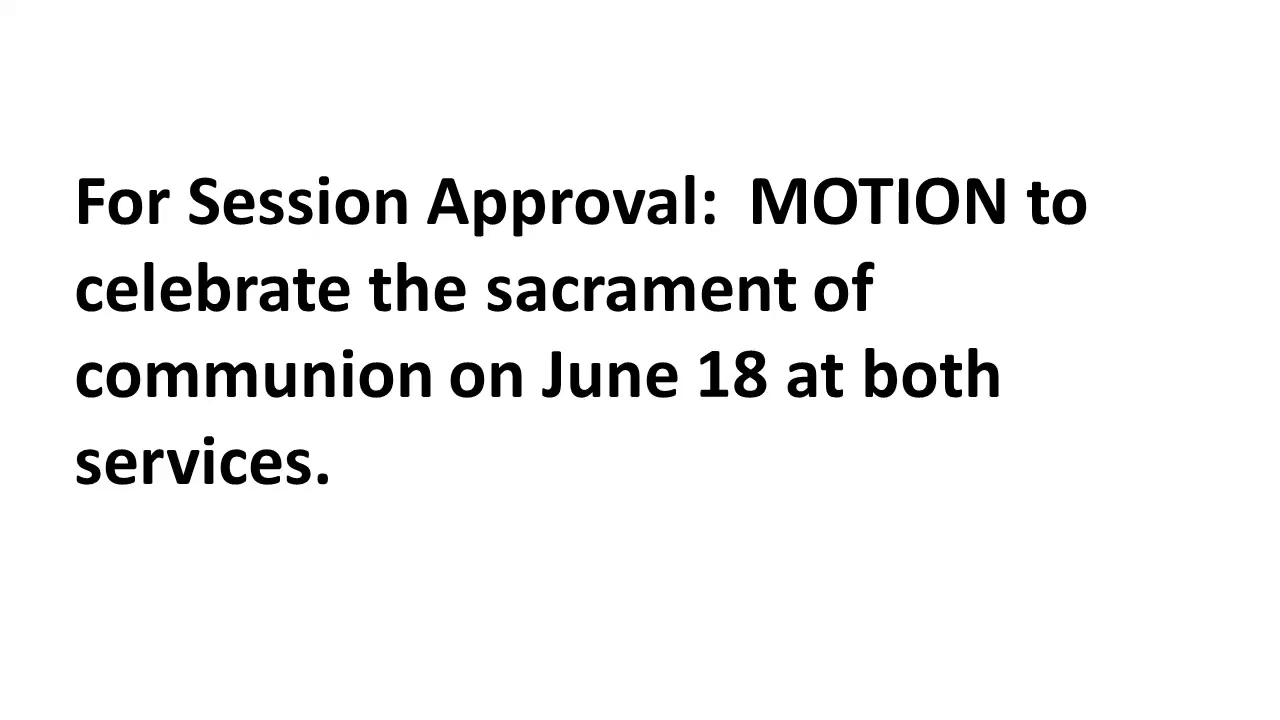 For Session Approval:  MOTION to
celebrate the sacrament of
communion on June 18 at both
services.